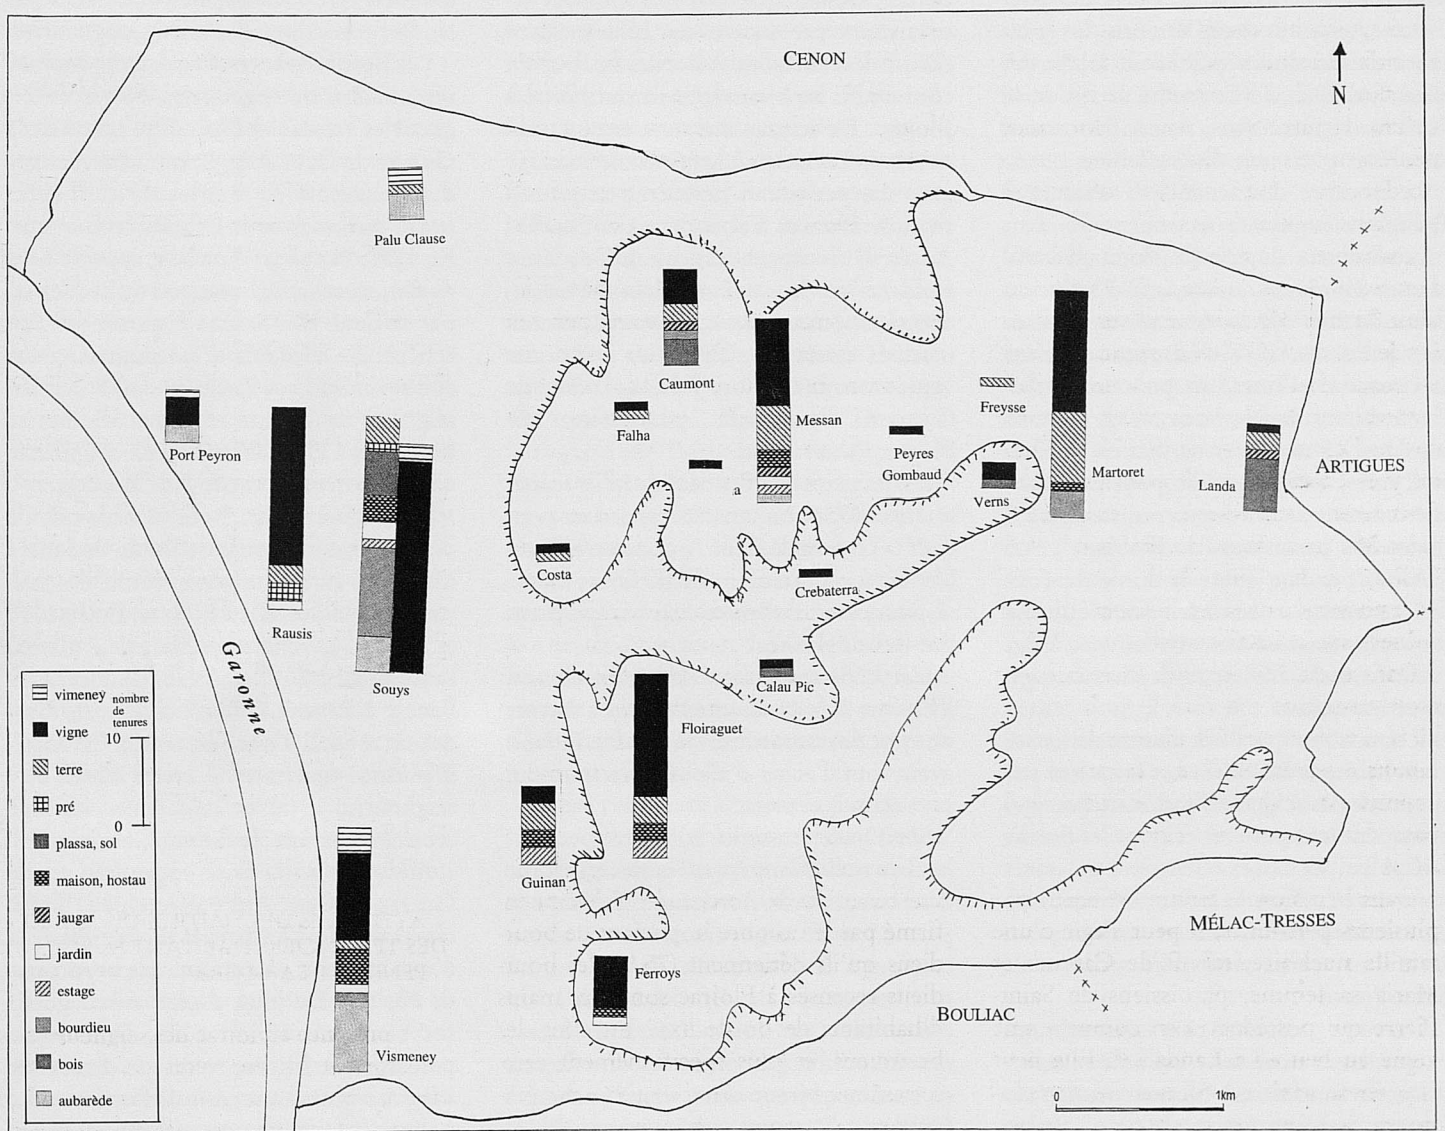 CENON
N
Palu Clause
Caumont
Port Peyron
Falha
Messan
Freysse
Peyres
Gombaud
Martoret
ARTIGUES
Landa
a
Verns
Costa
Crebaterra
Rausis
Souys
Calau Pic
Garonne
Floiraguet
Guinan
Ferroys
MÉLAC-TRESSES
BOULIAC
Vismeney
vimeney
vigne
terre
pré
plassa, sol
maison, hostau
jaugar
jardin
estage
bourdieu
bois
aubarède
nombre
de
tenures
10
0
0 1km